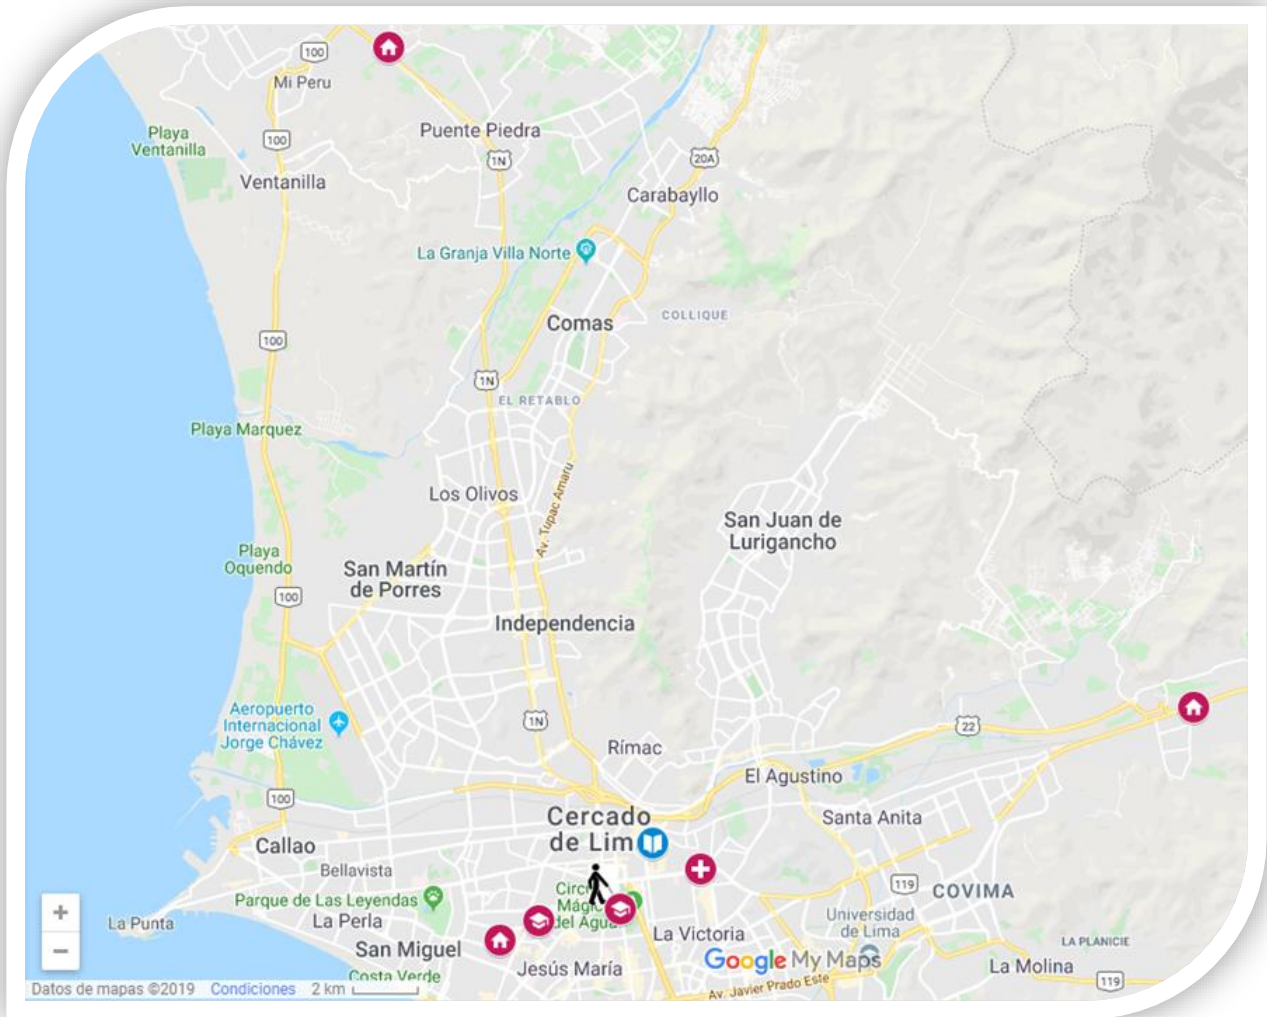 100
Mi Peru
Puente Piedra
Playa
Ventanilla
100
1N
20A
Ventanilla
Carabayllo
La Granja Villa Norte
Comas
COLLIQUE
100
1N
EL RETABLO
Playa Marquez
Los Olivos
Av. Tupac Amaru
San Juan de
Lurigancho
Playa
Oquendo
San Martín
de Porres
100
Independencia
Aeropuerto
Internacional
Jorge Chávez
1N
22
Rímac
El Agustino
100
Cercado
de Lim
Santa Anita
Callao
Bellavista
119
COVIMA
Parque de Las Leyendas
Circ
Mágic
del Agua
La Punta
La Perla
Universidad
de Lima
San Miguel
La Victoria
LA PLANICIE
Google My Maps
Jesús María
La Molina
Costa Verde
119
Av. Javier Prado Este
+
−
Datos de mapas ©2019 Condiciones 2 km